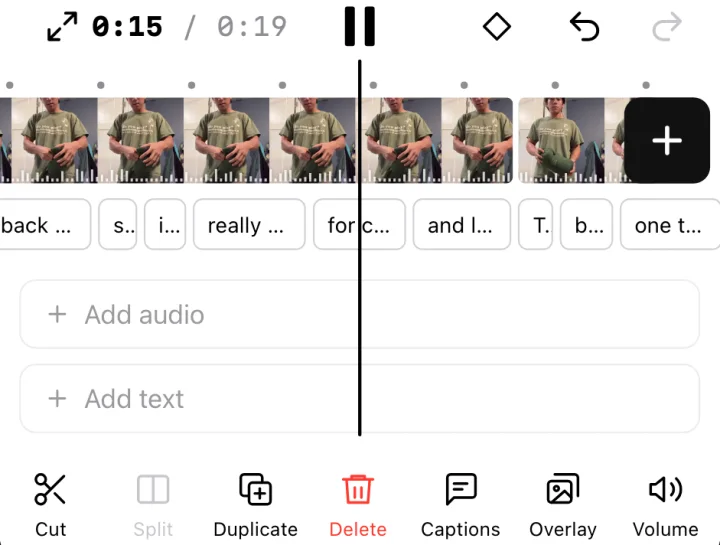 0:15 / 0:19
back ...
s..
i...
really ...
for c...
and l...
T.
b...
one t...
+ Add audio
+ Add text
Cut
Split
Duplicate
Delete
Captions
Overlay
Volume